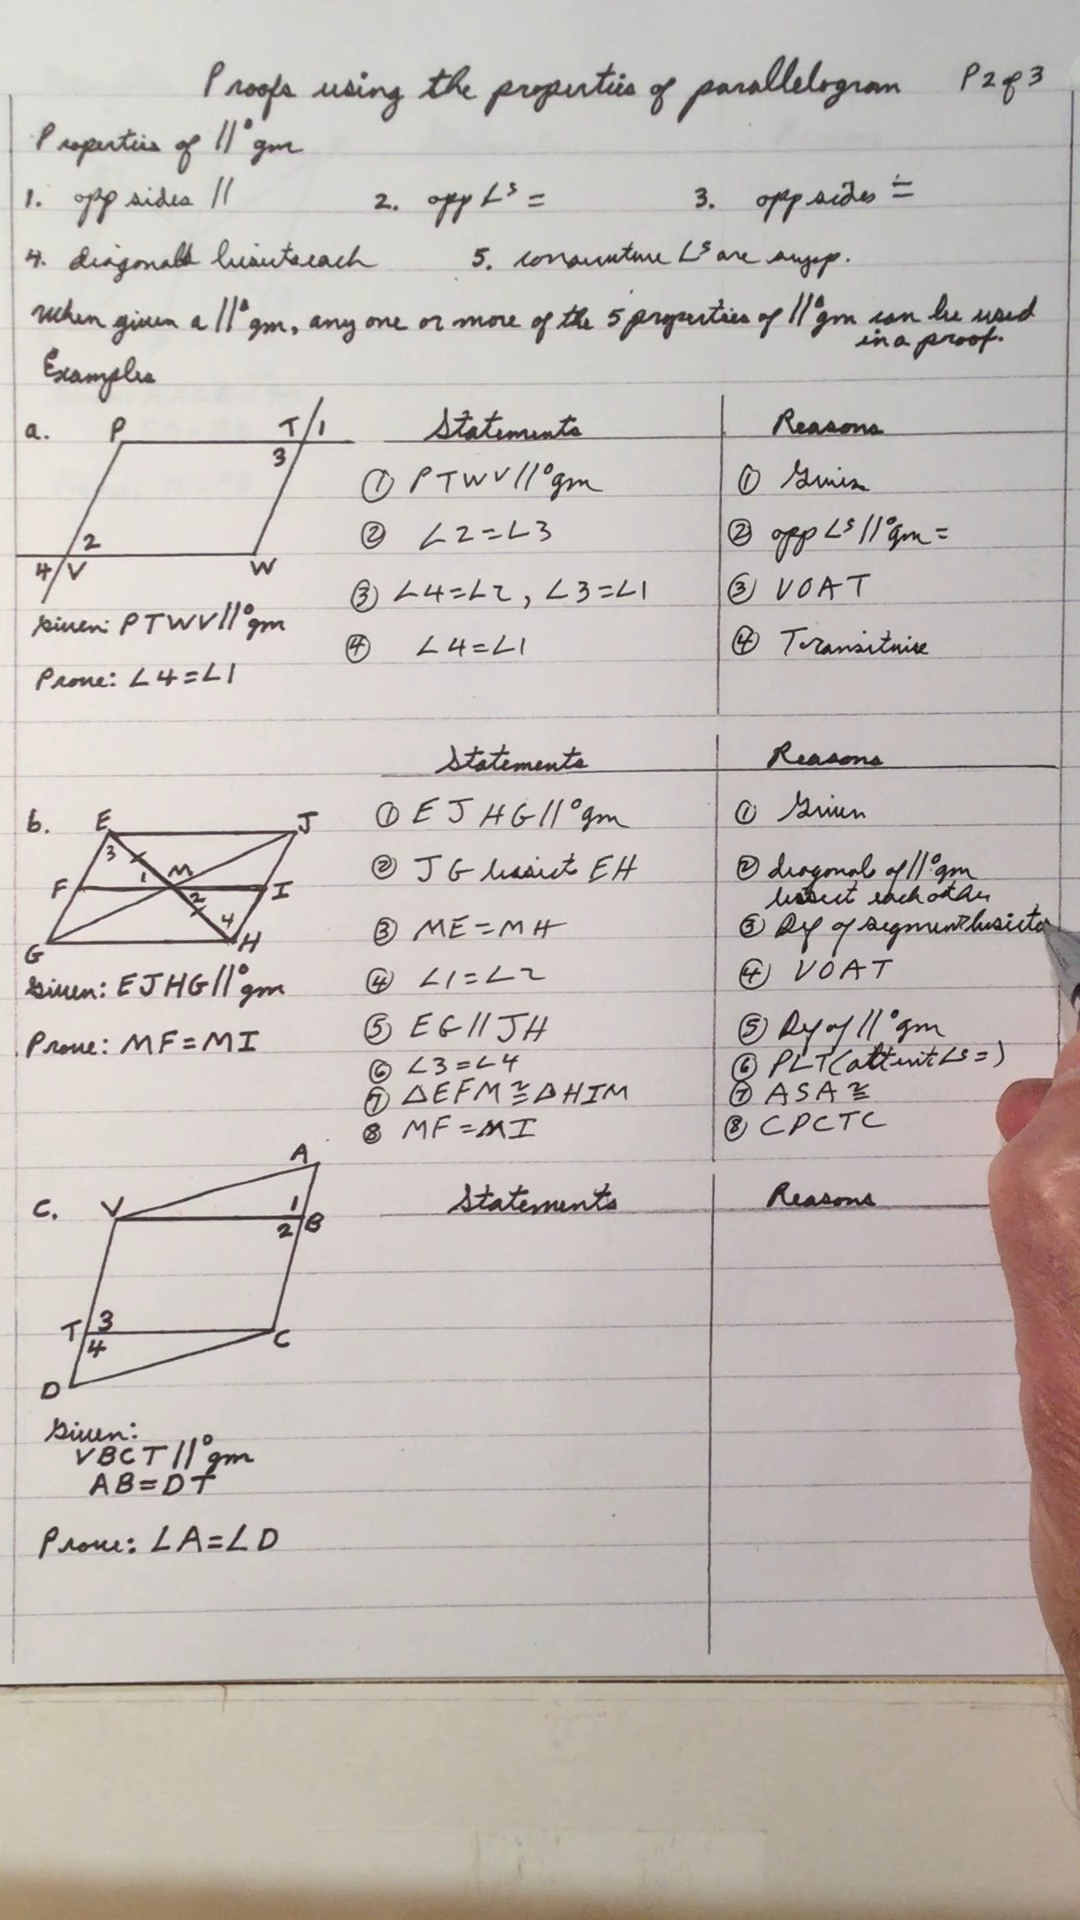 Proofs using the properties of parallelogram P 2 of 3
Properties of ||°gm
1. opp sides || 2. opp ∠s = 3. opp sides =
4. diagonals bisects each 5. consecutive ∠s are supp.
When given a ||°gm, any one or more of the 5 properties of ||°gm can be used
in a proof.
Examples
a. P T 1 3 2 4 V W
Given: PTWV ||°gm
Prove: ∠4=∠1
Statements Reasons
① PTWV ||°gm ① Given
② ∠2=∠3 ② opp ∠s ||°gm =
③ ∠4=∠2, ∠3=∠1 ③ VOAT
④ ∠4=∠1 ④ Transitive
b. E J 3 M F 1 2 I 4 G H
Given: EJHG ||°gm
Prove: MF=MI
Statements Reasons
① EJHG ||°gm ① Given
② JG bisect EH ② diagonals of ||°gm
bisect each other
③ ME=MH ③ Df of segment bisector
④ ∠1=∠2 ④ VOAT
⑤ EG || JH ⑤ Df of ||°gm
⑥ ∠3=∠4 ⑥ PLT (alt int ∠s =)
⑦ △EFM ≅ △HIM ⑦ ASA ≅
⑧ MF=MI ⑧ CPCTC
C. A V 1 2 B T 3 4 C D
Given:
VBCT ||°gm
AB=DT
Prove: ∠A=∠D
Statements Reasons